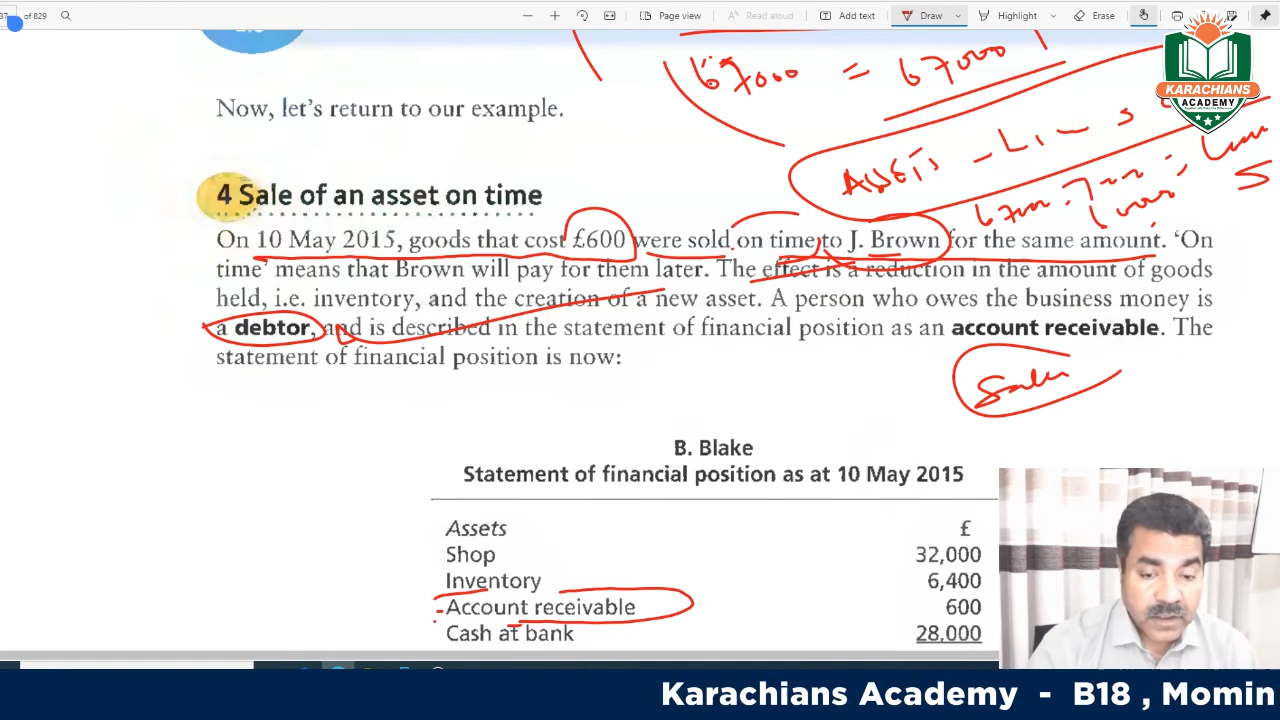 37 of 829
Page view
Read aloud
Add text
Draw
Highlight
Erase
67000 = 67000
KARACHIANS
ACADEMY
Now, let's return to our example.
ASSETS
4 Sale of an asset on time
On 10 May 2015, goods that cost £600 were sold on time to J. Brown for the same amount. 'On
time' means that Brown will pay for them later. The effect is a reduction in the amount of goods
held, i.e. inventory, and the creation of a new asset. A person who owes the business money is
a debtor, and is described in the statement of financial position as an account receivable. The
statement of financial position is now:
Sales
B. Blake
Statement of financial position as at 10 May 2015
Assets £
Shop 32,000
Inventory 6,400
Account receivable 600
Cash at bank 28,000
Karachians Academy - B18 , Momin